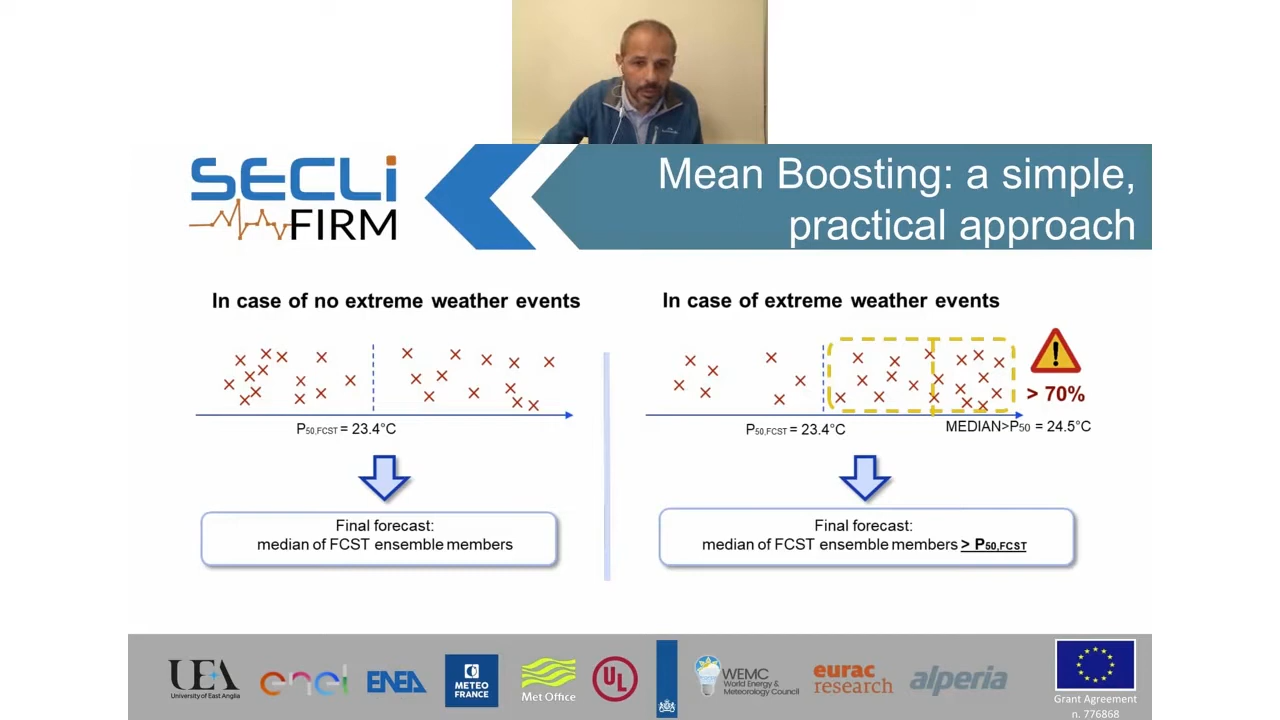 SECLi
FIRM
Mean Boosting: a simple,
practical approach
In case of no extreme weather events
In case of extreme weather events
> 70%
P50,FCST = 23.4°C
P50,FCST = 23.4°C
MEDIAN>P50 = 24.5°C
Final forecast:
median of FCST ensemble members
Final forecast:
median of FCST ensemble members > P50,FCST
UEA
University of East Anglia
enel
ENEA
METEO
FRANCE
Met Office
UL
WEMC
World Energy &
Meteorology Council
eurac
research
alperia
Grant Agreement
n. 776868